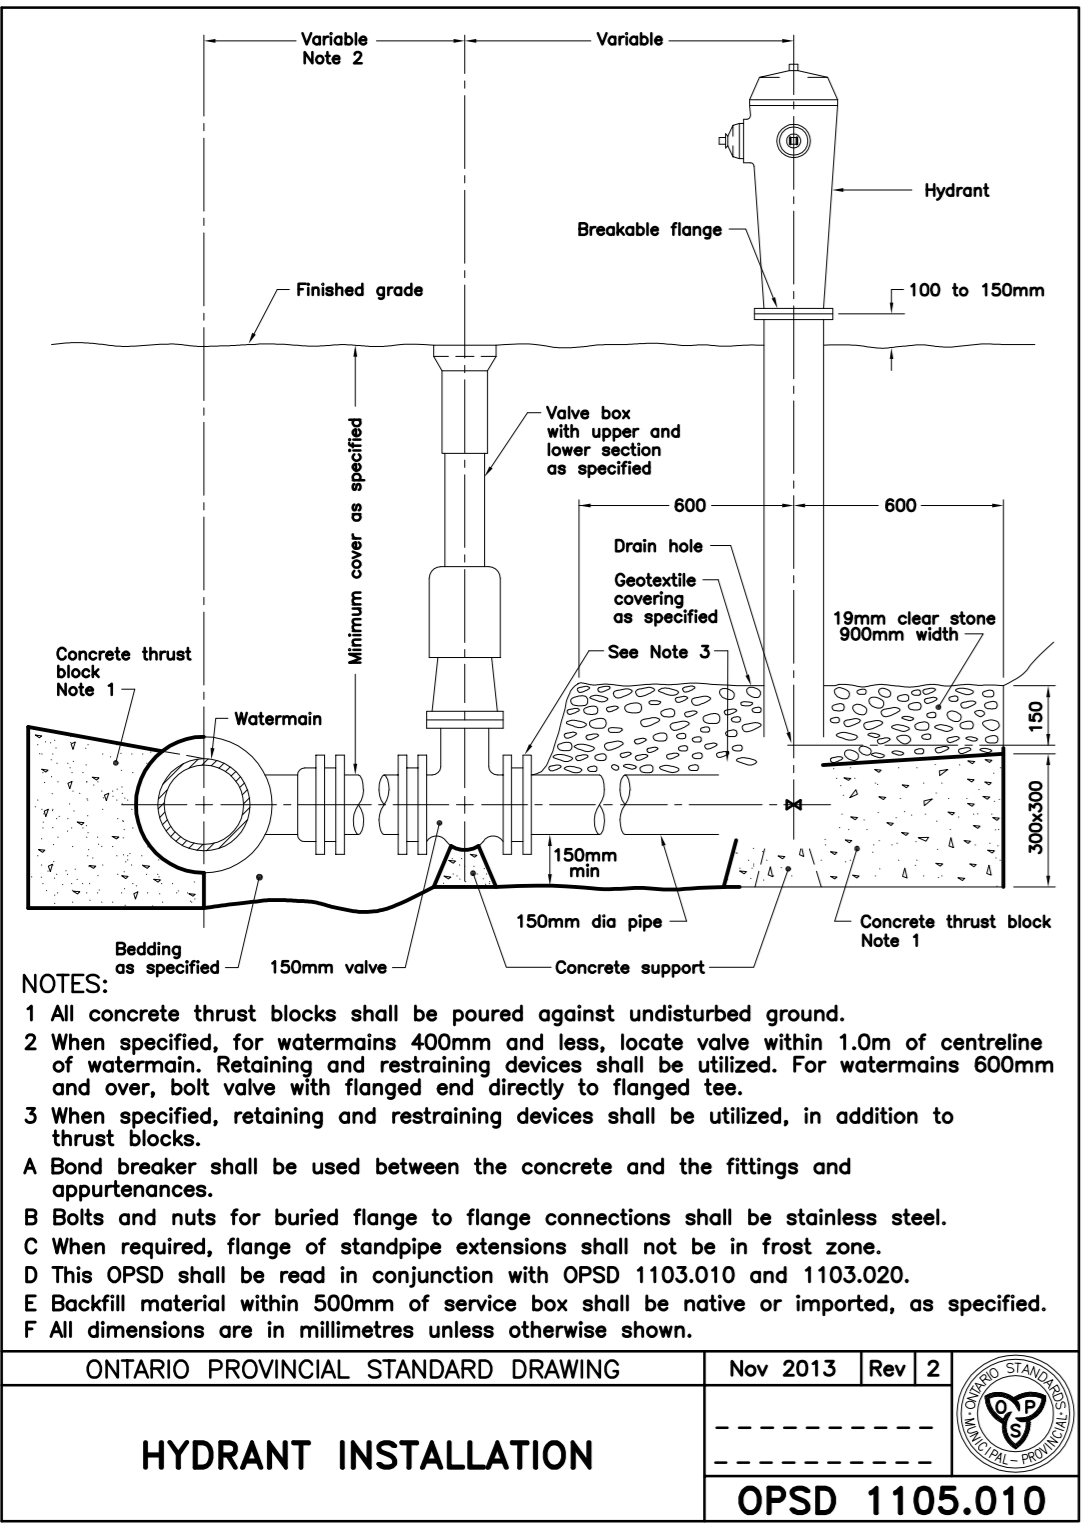 Variable
Note 2
Variable
Hydrant
Breakable flange
Finished grade
100 to 150mm
Minimum cover as specified
Valve box
with upper and
lower section
as specified
600
600
Drain hole
Geotextile
covering
as specified
19mm clear stone
900mm width
See Note 3
Concrete thrust
block
Note 1
Watermain
150
300x300
150mm
min
150mm dia pipe
Concrete thrust block
Note 1
Bedding
as specified
150mm valve
Concrete support
NOTES:
1 All concrete thrust blocks shall be poured against undisturbed ground.
2 When specified, for watermains 400mm and less, locate valve within 1.0m of centreline
of watermain. Retaining and restraining devices shall be utilized. For watermains 600mm
and over, bolt valve with flanged end directly to flanged tee.
3 When specified, retaining and restraining devices shall be utilized, in addition to
thrust blocks.
A Bond breaker shall be used between the concrete and the fittings and
appurtenances.
B Bolts and nuts for buried flange to flange connections shall be stainless steel.
C When required, flange of standpipe extensions shall not be in frost zone.
D This OPSD shall be read in conjunction with OPSD 1103.010 and 1103.020.
E Backfill material within 500mm of service box shall be native or imported, as specified.
F All dimensions are in millimetres unless otherwise shown.
ONTARIO PROVINCIAL STANDARD DRAWING
Nov 2013
Rev
2
HYDRANT INSTALLATION
ONTARIO STANDARDS
MUNICIPAL - PROVINCIAL
O P
S
OPSD 1105.010